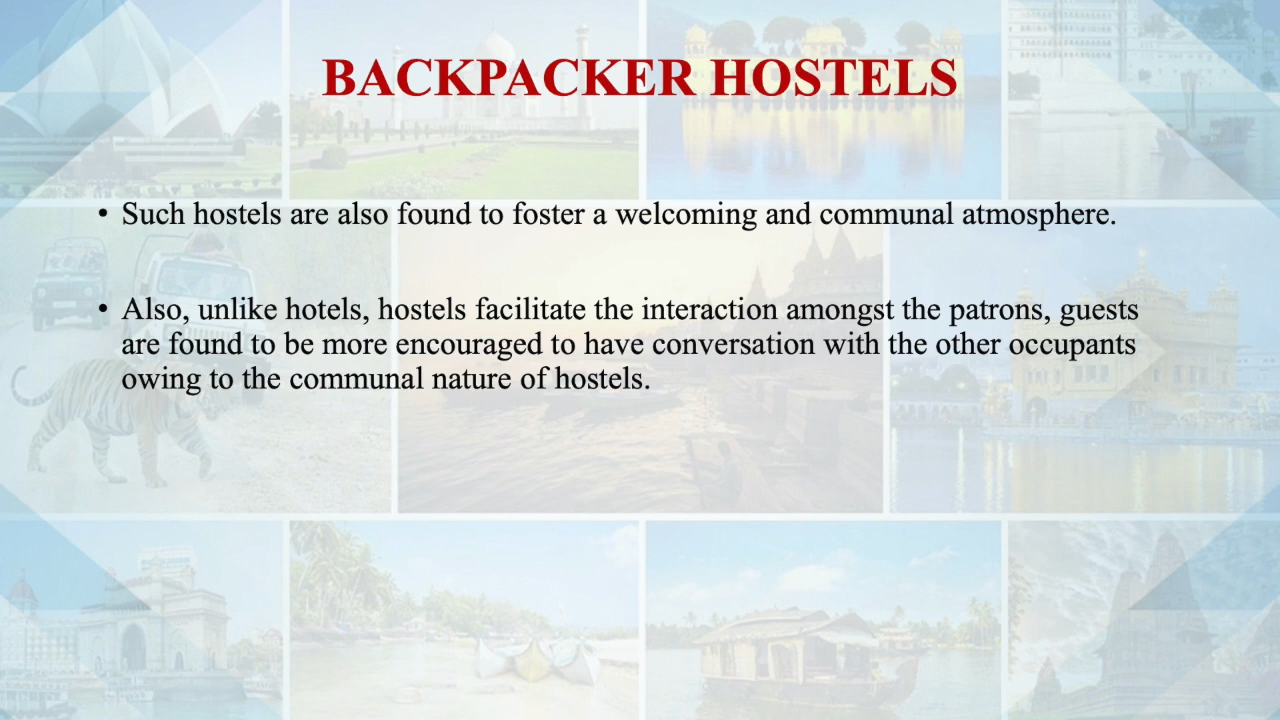 BACKPACKER HOSTELS
• Such hostels are also found to foster a welcoming and communal atmosphere.
• Also, unlike hotels, hostels facilitate the interaction amongst the patrons, guests
are found to be more encouraged to have conversation with the other occupants
owing to the communal nature of hostels.